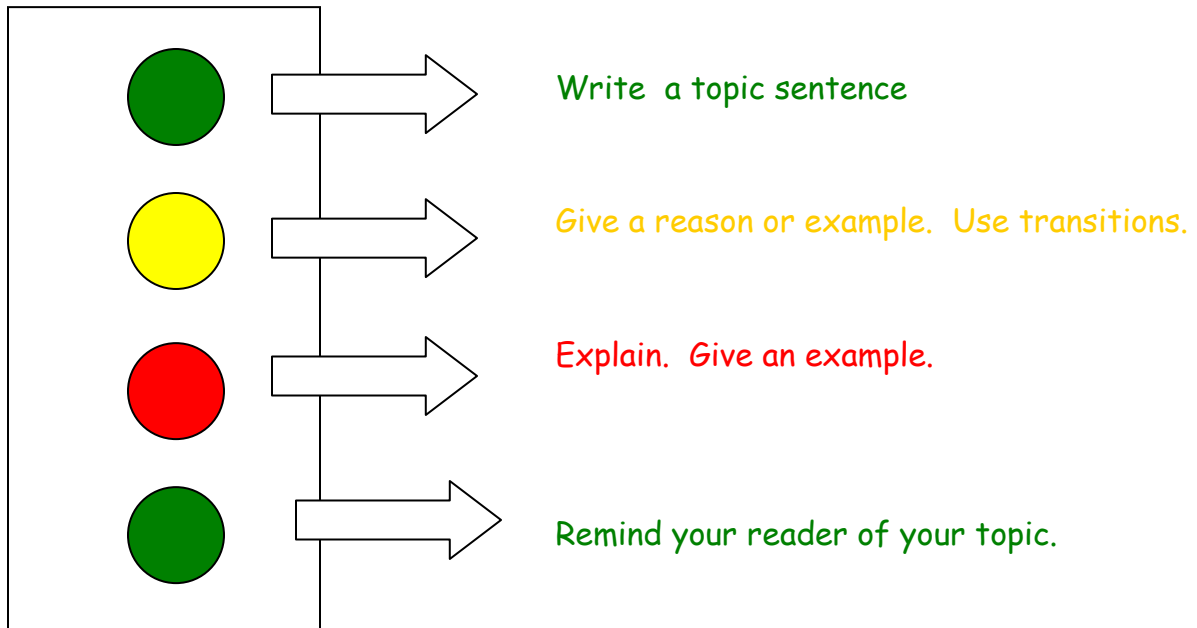 Write  a topic sentence
Give a reason or example.  Use transitions.
Explain.  Give an example.
Remind your reader of your topic.